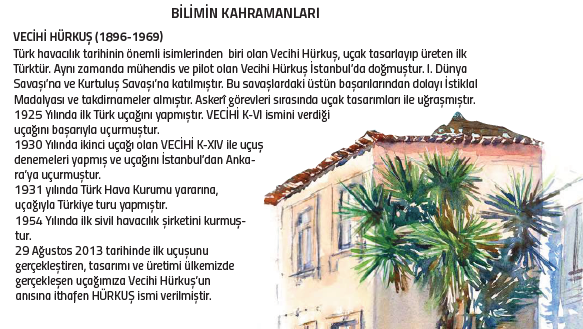 BİLİMİN KAHRAMANLARI
VECİHİ HÜRKUŞ (1896-1969)
Türk havacılık tarihinin önemli isimlerinden biri olan Vecihi Hürkuş, uçak tasarlayıp üreten ilk
Türktür. Aynı zamanda mühendis ve pilot olan Vecihi Hürkuş İstanbul'da doğmuştur. I. Dünya
Savaşı'na ve Kurtuluş Savaşı'na katılmıştır. Bu savaşlardaki üstün başarılarından dolayı İstiklal
Madalyası ve takdirnameler almıştır. Askerî görevleri sırasında uçak tasarımları ile uğraşmıştır.
1925 Yılında ilk Türk uçağını yapmıştır. VECİHİ K-VI ismini verdiği
uçağını başarıyla uçurmuştur.
1930 Yılında ikinci uçağı olan VECİHİ K-XIV ile uçuş
denemeleri yapmış ve uçağını İstanbul'dan Anka-
ra'ya uçurmuştur.
1931 yılında Türk Hava Kurumu yararına,
uçağıyla Türkiye turu yapmıştır.
1954 Yılında ilk sivil havacılık şirketini kurmuş-
tur.
29 Ağustos 2013 tarihinde ilk uçuşunu
gerçekleştiren, tasarımı ve üretimi ülkemizde
gerçekleşen uçağımıza Vecihi Hürkuş'un
anısına ithafen HÜRKUŞ ismi verilmiştir.